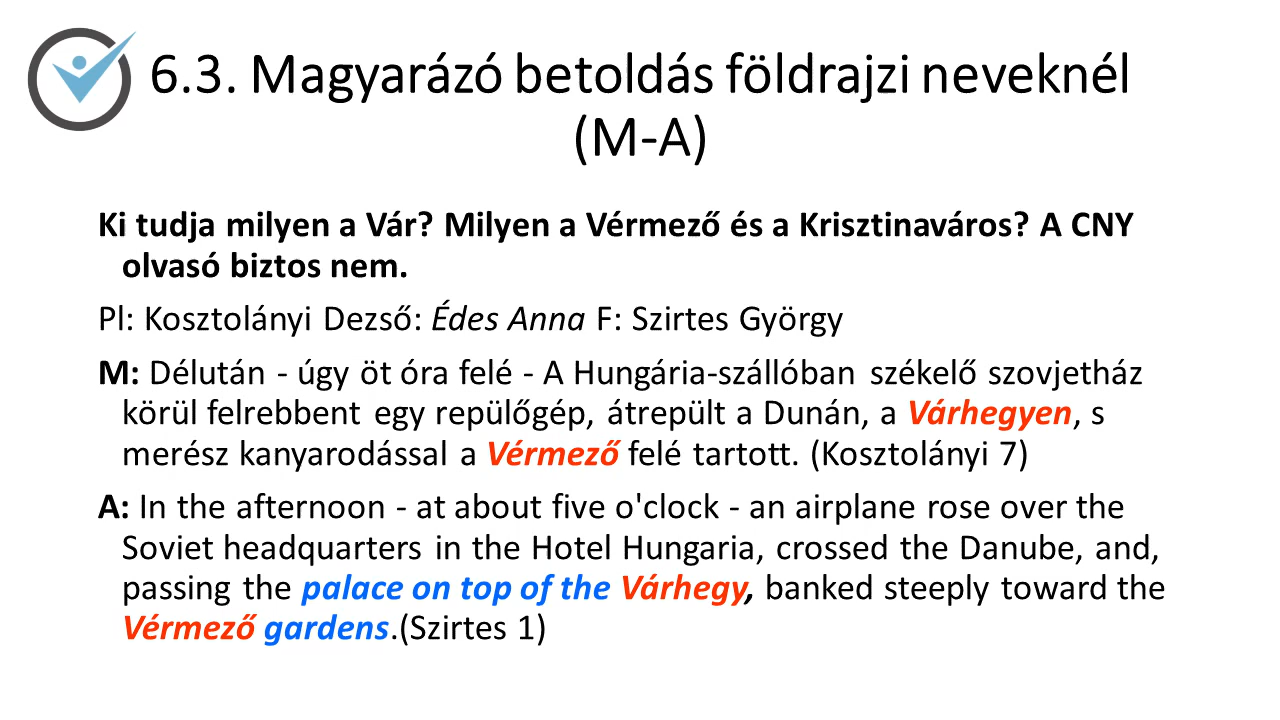 6.3. Magyarázó betoldás földrajzi neveknél
(M-A)
Ki tudja milyen a Vár? Milyen a Vérmező és a Krisztinaváros? A CNY
olvasó biztos nem.
Pl: Kosztolányi Dezső: Édes Anna F: Szirtes György
M: Délután - úgy öt óra felé - A Hungária-szállóban székelő szovjetház
körül felrebbent egy repülőgép, átrepült a Dunán, a Várhegyen, s
merész kanyarodással a Vérmező felé tartott. (Kosztolányi 7)
A: In the afternoon - at about five o'clock - an airplane rose over the
Soviet headquarters in the Hotel Hungaria, crossed the Danube, and,
passing the palace on top of the Várhegy, banked steeply toward the
Vérmező gardens.(Szirtes 1)